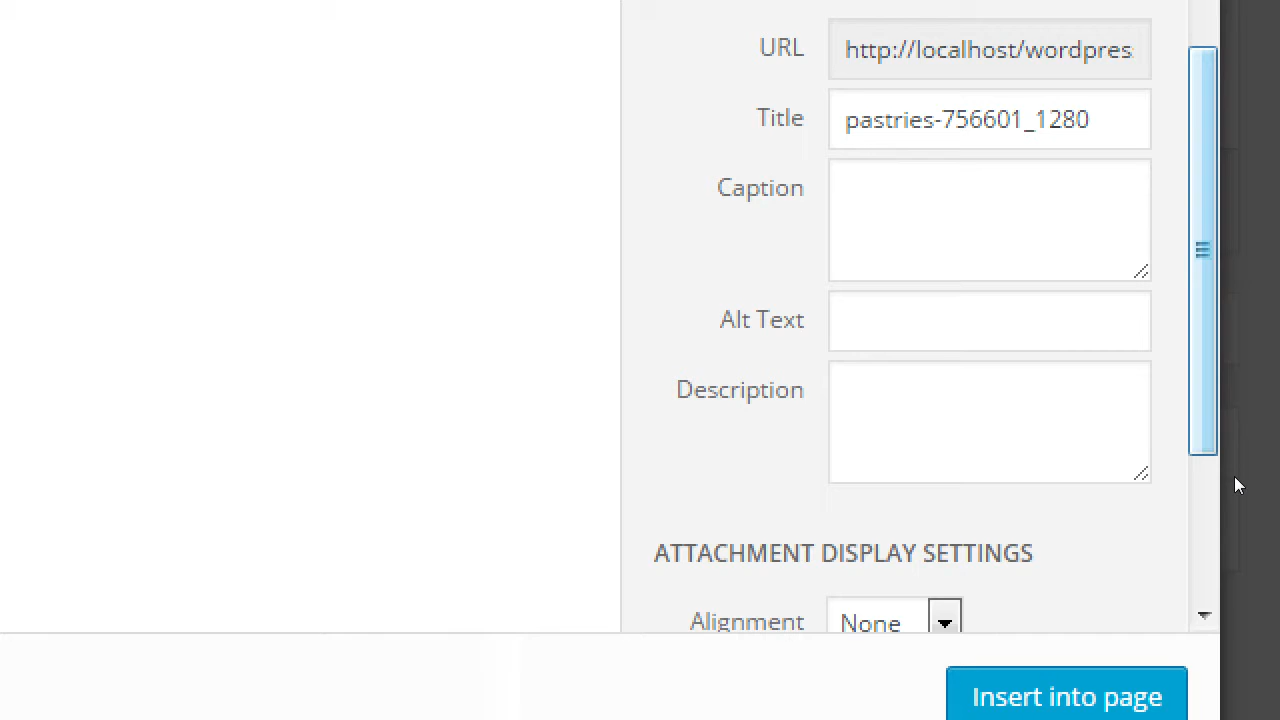 URL
http://localhost/wordpres
Title
pastries-756601_1280
Caption
Alt Text
Description
ATTACHMENT DISPLAY SETTINGS
Alignment
None
Insert into page